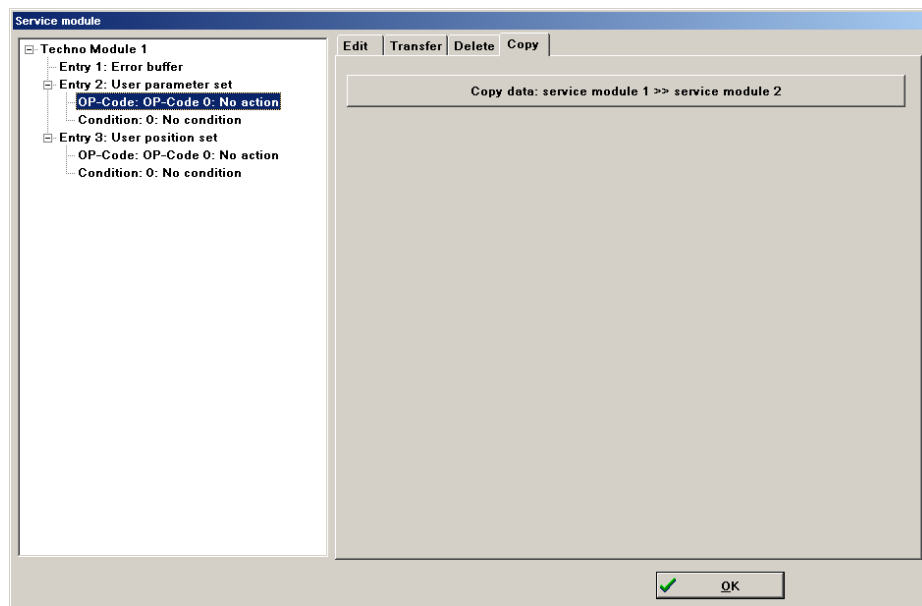 Service module
Techno Module 1
Entry 1: Error buffer
Entry 2: User parameter set
OP-Code: OP-Code 0: No action
Condition: 0: No condition
Entry 3: User position set
OP-Code: OP-Code 0: No action
Condition: 0: No condition
Edit Transfer Delete Copy
Copy data: service module 1 >> service module 2
OK